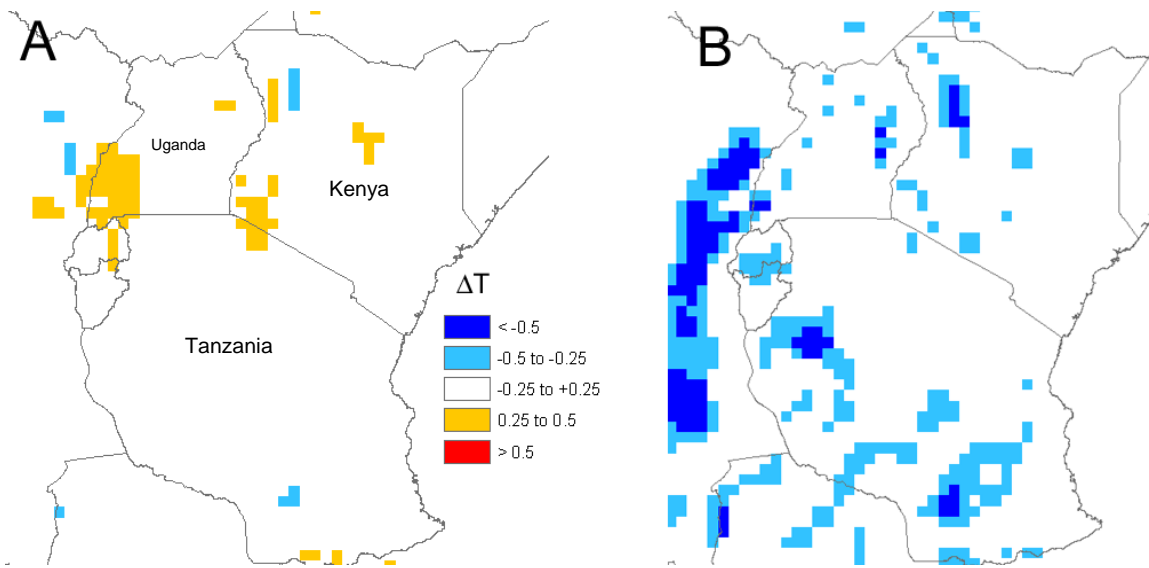 A
B
Uganda
Kenya
Tanzania
ΔT
< -0.5
-0.5 to -0.25
-0.25 to +0.25
0.25 to 0.5
> 0.5